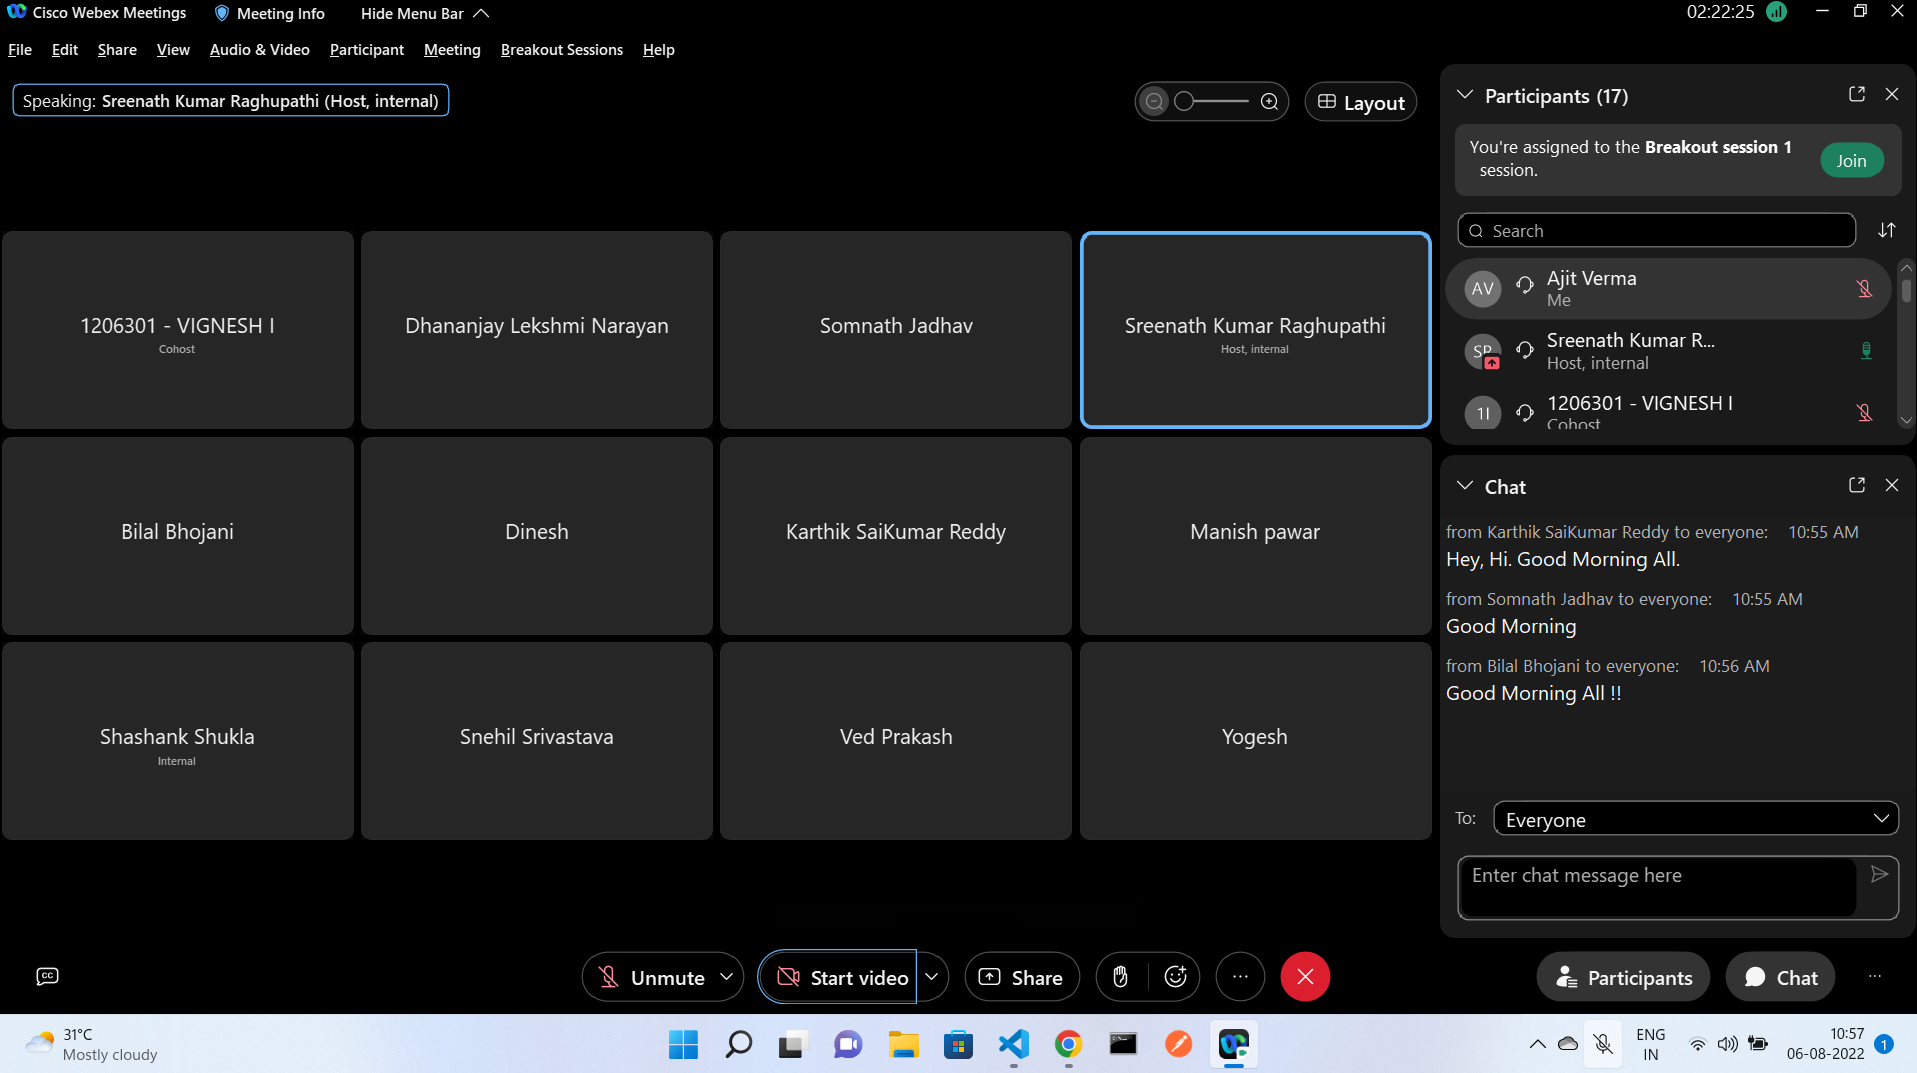 Cisco Webex Meetings
Meeting Info
Hide Menu Bar
02:22:25
File Edit Share View Audio & Video Participant Meeting Breakout Sessions Help
Speaking: Sreenath Kumar Raghupathi (Host, internal)
Layout
1206301 - VIGNESH I
Cohost
Dhananjay Lekshmi Narayan
Somnath Jadhav
Sreenath Kumar Raghupathi
Host, internal
Bilal Bhojani
Dinesh
Karthik SaiKumar Reddy
Manish pawar
Shashank Shukla
Internal
Snehil Srivastava
Ved Prakash
Yogesh
Participants (17)
You're assigned to the Breakout session 1
session.
Join
Search
AV
Ajit Verma
Me
SR
Sreenath Kumar R...
Host, internal
1I
1206301 - VIGNESH I
Cohost
Chat
from Karthik SaiKumar Reddy to everyone: 10:55 AM
Hey, Hi. Good Morning All.
from Somnath Jadhav to everyone: 10:55 AM
Good Morning
from Bilal Bhojani to everyone: 10:56 AM
Good Morning All !!
To: Everyone
Enter chat message here
CC
Unmute
Start video
Share
...
Participants
Chat
...
31°C
Mostly cloudy
ENG
IN
10:57
06-08-2022
1